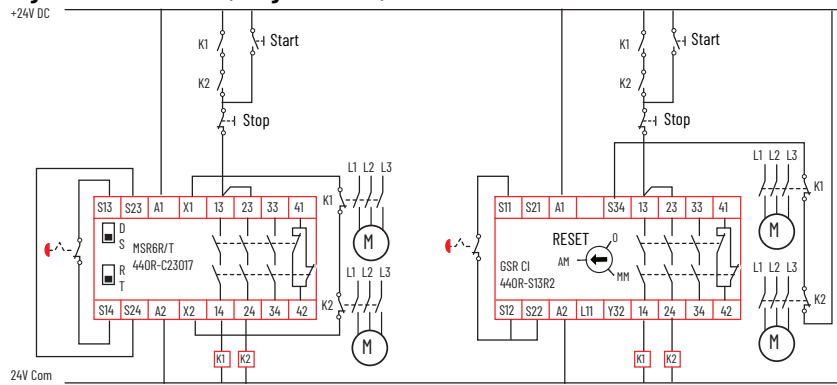 +24V DC
K1
Start
K2
Stop
L1 L2 L3
K1
M
S13 S23 A1 X1 13 23 33 41
D
S
MSR6R/T
440R-C23017
R
T
L1 L2 L3
K2
M
S14 S24 A2 X2 14 24 34 42
K1 K2
K1
Start
K2
Stop
L1 L2 L3
K1
M
S11 S21 A1 S34 13 23 33 41
RESET
0
AM
MM
GSR CI
440R-S13R2
L1 L2 L3
K2
M
S12 S22 A2 L11 Y32 14 24 34 42
K1 K2
24V Com